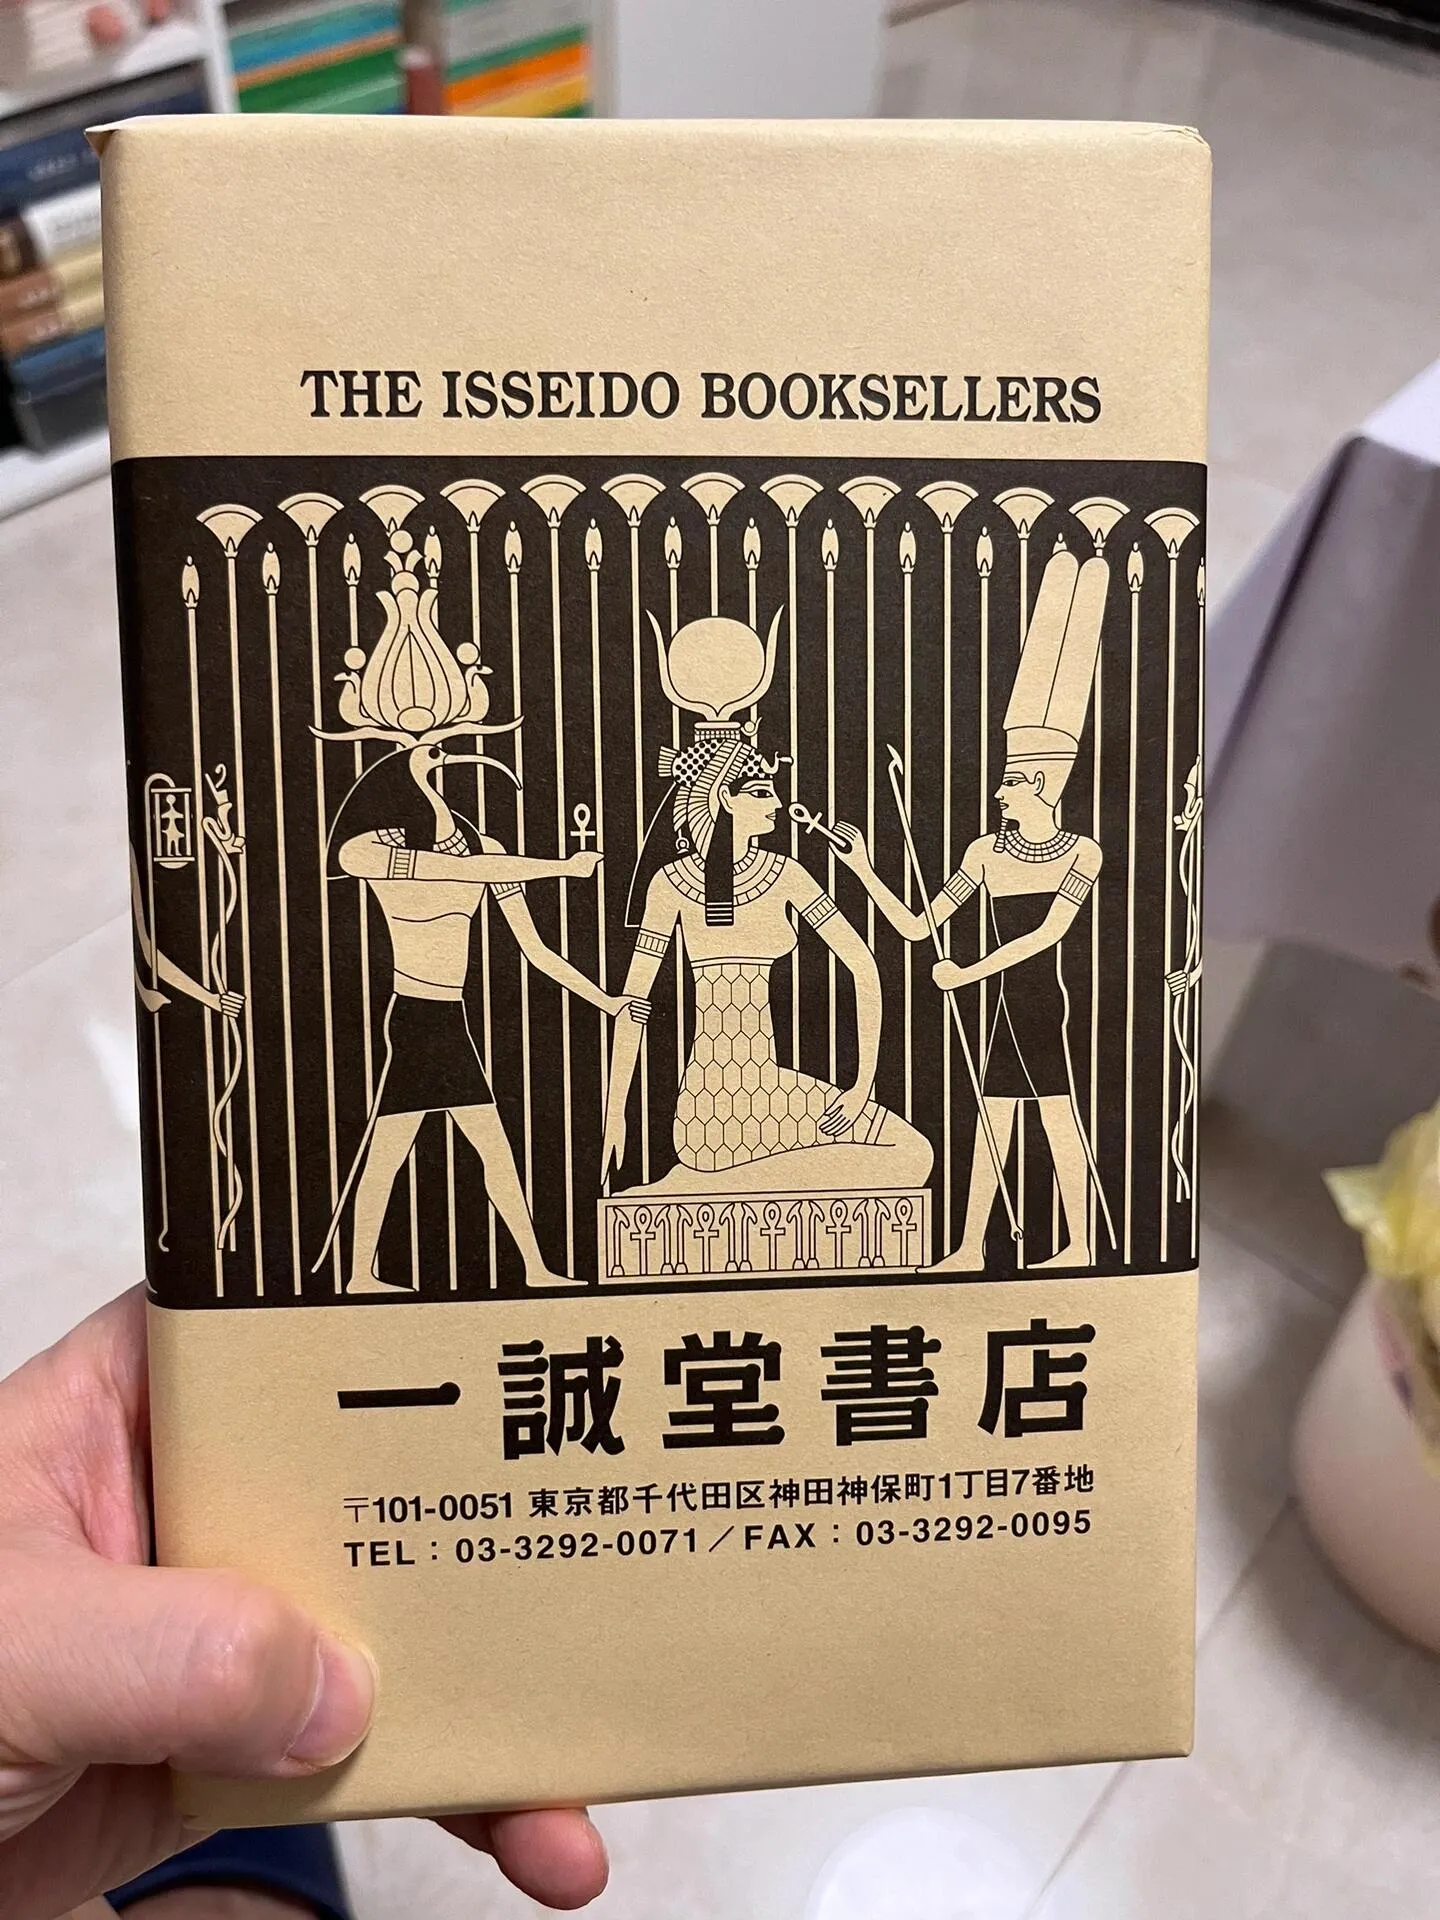 THE ISSEIDO BOOKSELLERS
一誠堂書店
〒101-0051 東京都千代田区神田神保町1丁目7番地
TEL：03-3292-0071／FAX：03-3292-0095